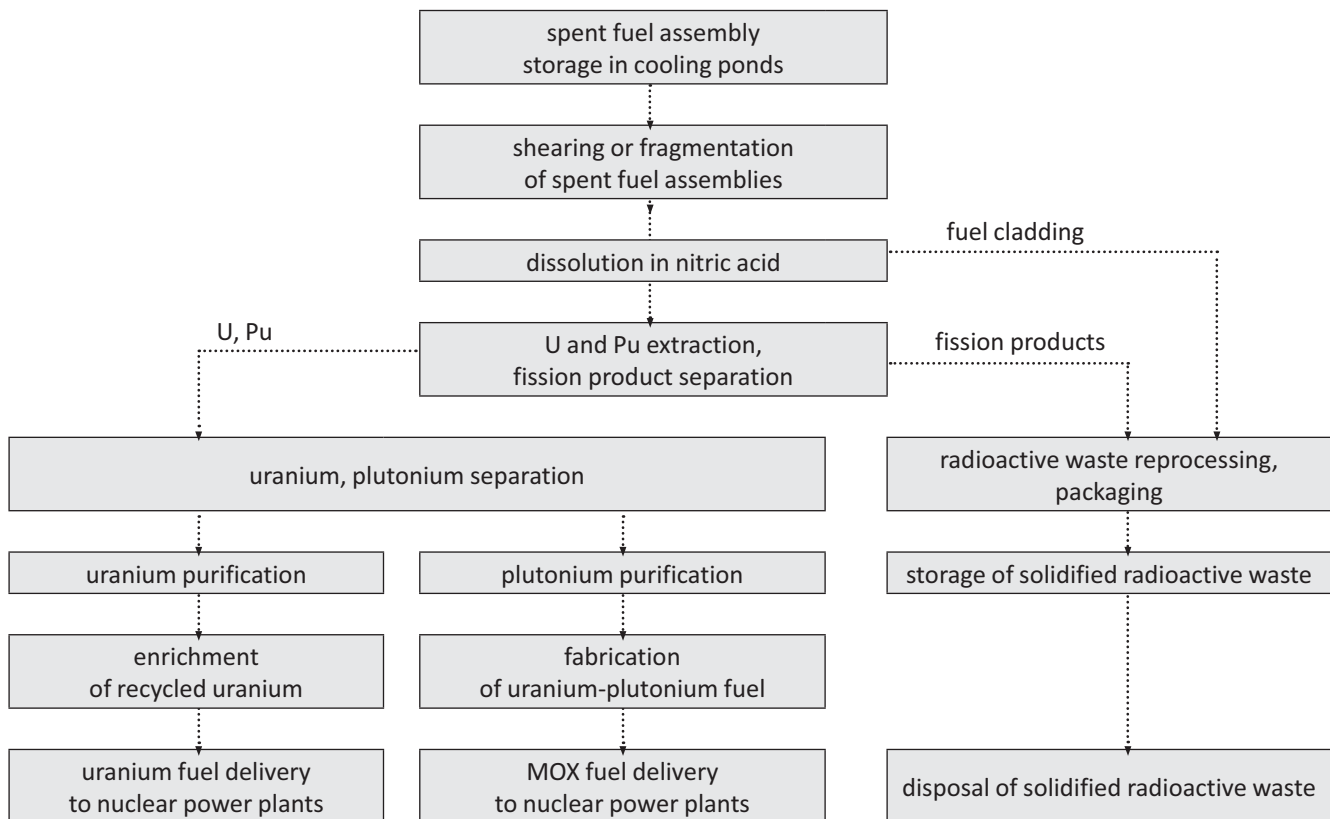 spent fuel assembly
storage in cooling ponds
shearing or fragmentation
of spent fuel assemblies
fuel cladding
dissolution in nitric acid
U, Pu
U and Pu extraction,
fission product separation
fission products
uranium, plutonium separation
radioactive waste reprocessing,
packaging
uranium purification
plutonium purification
storage of solidified radioactive waste
enrichment
of recycled uranium
fabrication
of uranium-plutonium fuel
uranium fuel delivery
to nuclear power plants
MOX fuel delivery
to nuclear power plants
disposal of solidified radioactive waste